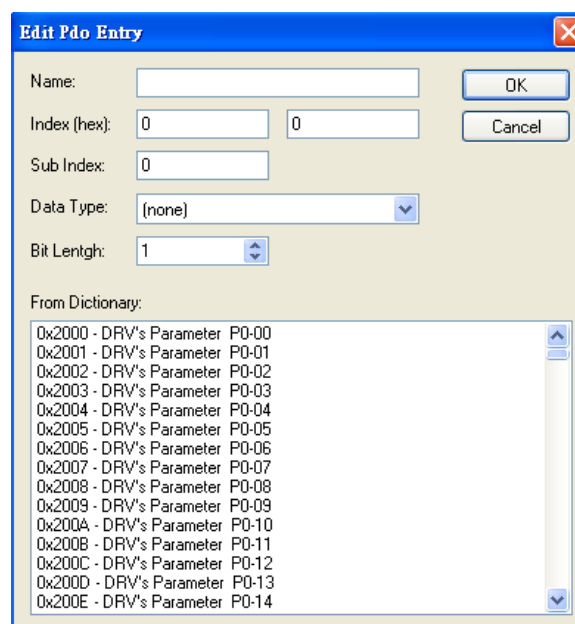 Edit Pdo Entry
Name:
OK
Index (hex): 0 0
Cancel
Sub Index: 0
Data Type: (none)
Bit Lentgh: 1
From Dictionary:
0x2000 - DRV's Parameter P0-00
0x2001 - DRV's Parameter P0-01
0x2002 - DRV's Parameter P0-02
0x2003 - DRV's Parameter P0-03
0x2004 - DRV's Parameter P0-04
0x2005 - DRV's Parameter P0-05
0x2006 - DRV's Parameter P0-06
0x2007 - DRV's Parameter P0-07
0x2008 - DRV's Parameter P0-08
0x2009 - DRV's Parameter P0-09
0x200A - DRV's Parameter P0-10
0x200B - DRV's Parameter P0-11
0x200C - DRV's Parameter P0-12
0x200D - DRV's Parameter P0-13
0x200E - DRV's Parameter P0-14